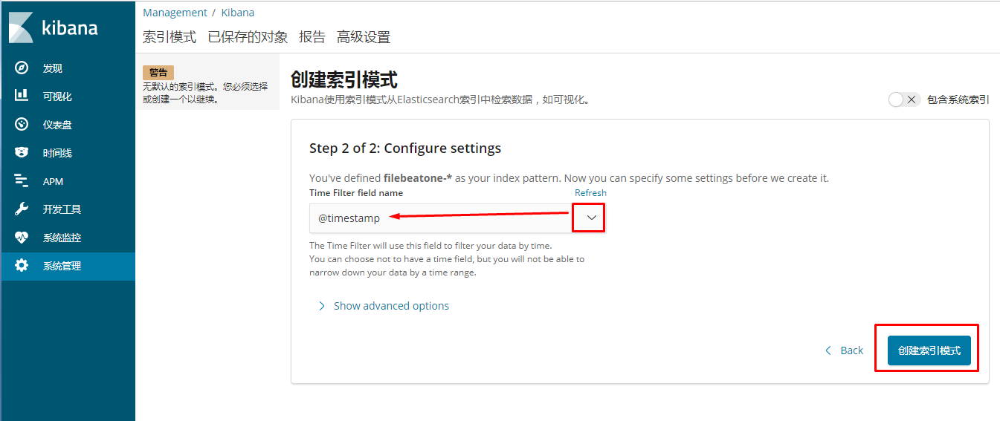 kibana
发现
可视化
仪表盘
时间线
APM
开发工具
系统监控
系统管理
Management / Kibana
索引模式 已保存的对象 报告 高级设置
警告
无默认的索引模式。您必须选择
或创建一个以继续。
创建索引模式
Kibana使用索引模式从Elasticsearch索引中检索数据，如可视化。
包含系统索引
Step 2 of 2: Configure settings
You've defined filebeatone-* as your index pattern. Now you can specify some settings before we create it.
Time Filter field name Refresh
@timestamp
The Time Filter will use this field to filter your data by time.
You can choose not to have a time field, but you will not be able to
narrow down your data by a time range.
Show advanced options
Back
创建索引模式